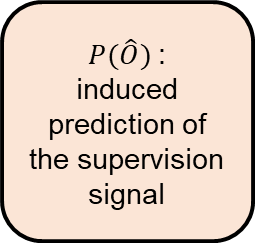 P(Ô) :
induced
prediction of
the supervision
signal